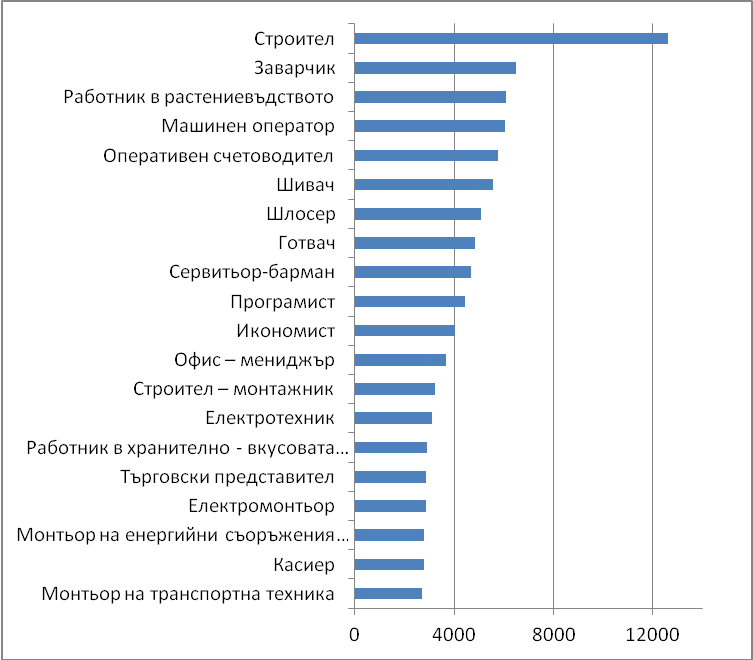 Строител
Заварчик
Работник в растениевъдството
Машинен оператор
Оперативен счетоводител
Шивач
Шлосер
Готвач
Сервитьор-барман
Програмист
Икономист
Офис – мениджър
Строител – монтажник
Електротехник
Работник в хранително - вкусовата...
Търговски представител
Електромонтьор
Монтьор на енергийни съоръжения...
Касиер
Монтьор на транспортна техника
0 4000 8000 12000